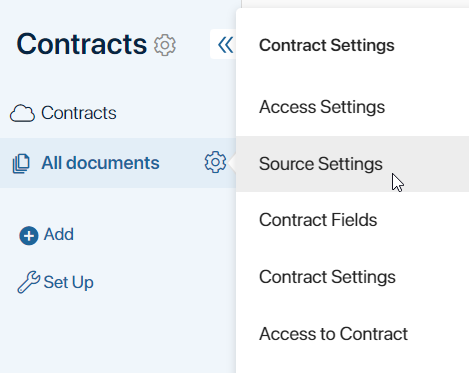 Contracts
Contracts
All documents
Add
Set Up
Contract Settings
Access Settings
Source Settings
Contract Fields
Contract Settings
Access to Contract